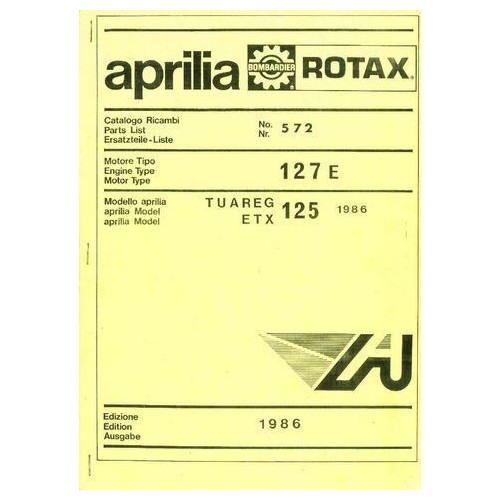 aprilia BOMBARDIER ROTAX®
Catalogo Ricambi
Parts List
Ersatzteile-Liste
No.
Nr. 572
Motore Tipo
Engine Type
Motor Type
127 E
Modello aprilia
aprilia Model
aprilia Model
TUAREG
ETX
125 1986
Edizione
Edition
Ausgabe
1986